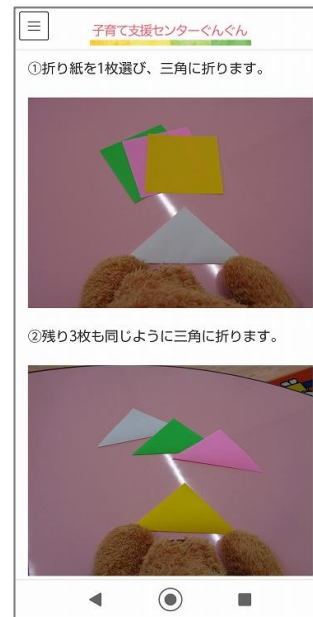 子育て支援センターぐんぐん
①折り紙を1枚選び、三角に折ります。
②残り3枚も同じように三角に折ります。